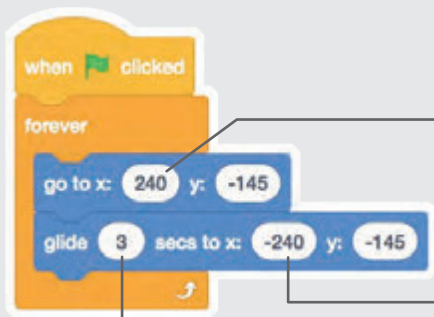 when clicked
forever
go to x: 240 y: -145
glide 3 secs to x: -240 y: -145